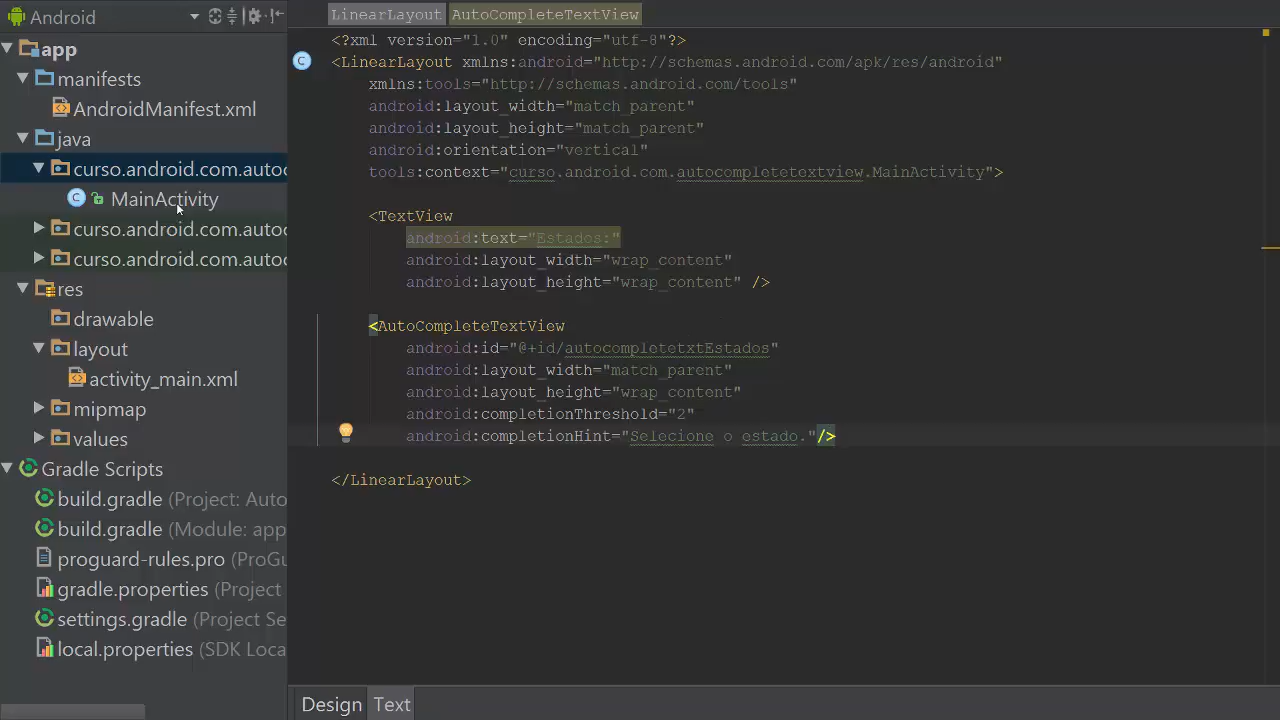 Android
app
manifests
AndroidManifest.xml
java
curso.android.com.autoc
MainActivity
curso.android.com.autoc
curso.android.com.autoc
res
drawable
layout
activity_main.xml
mipmap
values
Gradle Scripts
build.gradle (Project: Auto
build.gradle (Module: app
proguard-rules.pro (ProGu
gradle.properties (Project
settings.gradle (Project Se
local.properties (SDK Loca
LinearLayout AutoCompleteTextView
<?xml version="1.0" encoding="utf-8"?>
<LinearLayout xmlns:android="http://schemas.android.com/apk/res/android"
xmlns:tools="http://schemas.android.com/tools"
android:layout_width="match_parent"
android:layout_height="match_parent"
android:orientation="vertical"
tools:context="curso.android.com.autocompletetextview.MainActivity">
<TextView
android:text="Estados:"
android:layout_width="wrap_content"
android:layout_height="wrap_content" />
<AutoCompleteTextView
android:id="@+id/autocompletetxtEstados"
android:layout_width="match_parent"
android:layout_height="wrap_content"
android:completionThreshold="2"
android:completionHint="Selecione o estado."/>
</LinearLayout>
Design Text